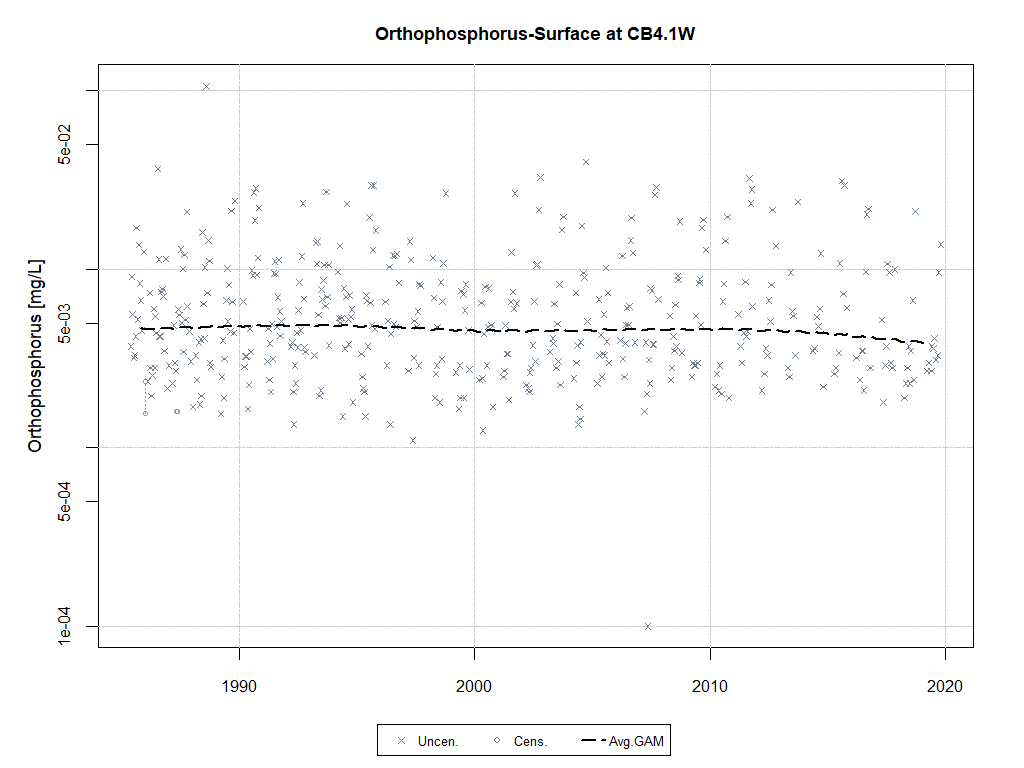 Orthophosphorus-Surface at CB4.1W
Orthophosphorus [mg/L]
5e-02
5e-03
5e-04
1e-04
1990 2000 2010 2020
Uncen. Cens. Avg.GAM